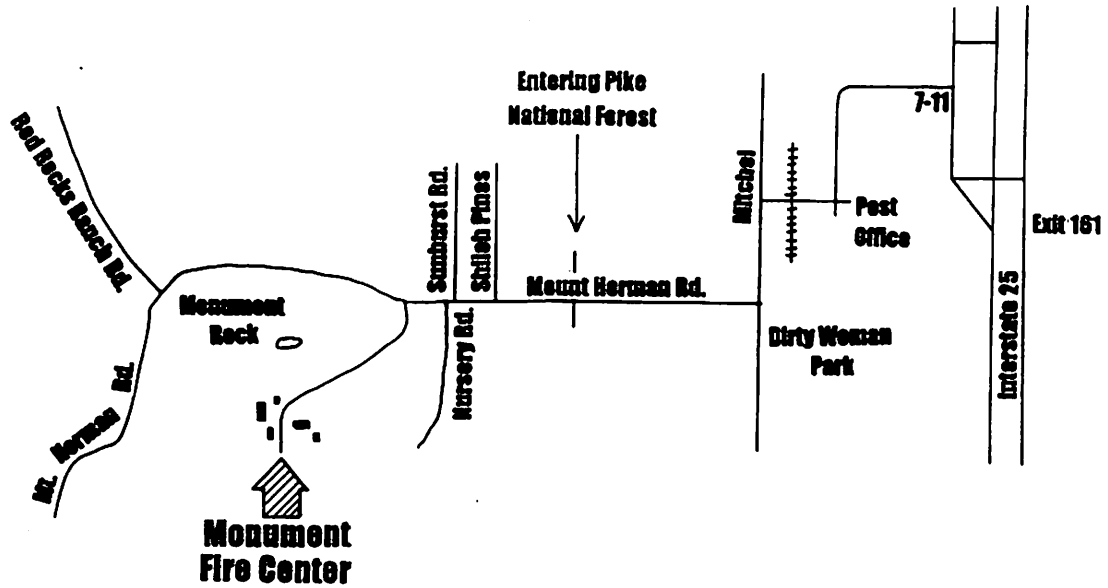 Entering Pike
National Forest
7-11
Red Rocks Ranch Rd.
Sunburst Rd.
Shiloh Pines
Mitchel
Post
Office
Exit 161
Mount Herman Rd.
Monument
Rock
Nursery Rd.
Dirty Woman
Park
Interstate 25
Mt. Herman Rd.
Monument
Fire Center